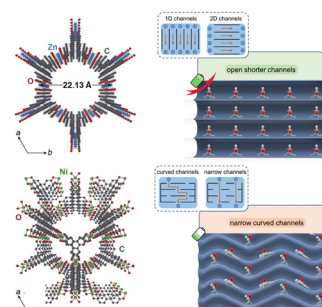 Zn
C
O
22.13 Å
a
b
1D channels
2D channels
open shorter channels
Ni
O
C
a
curved channels
narrow channels
narrow curved channels